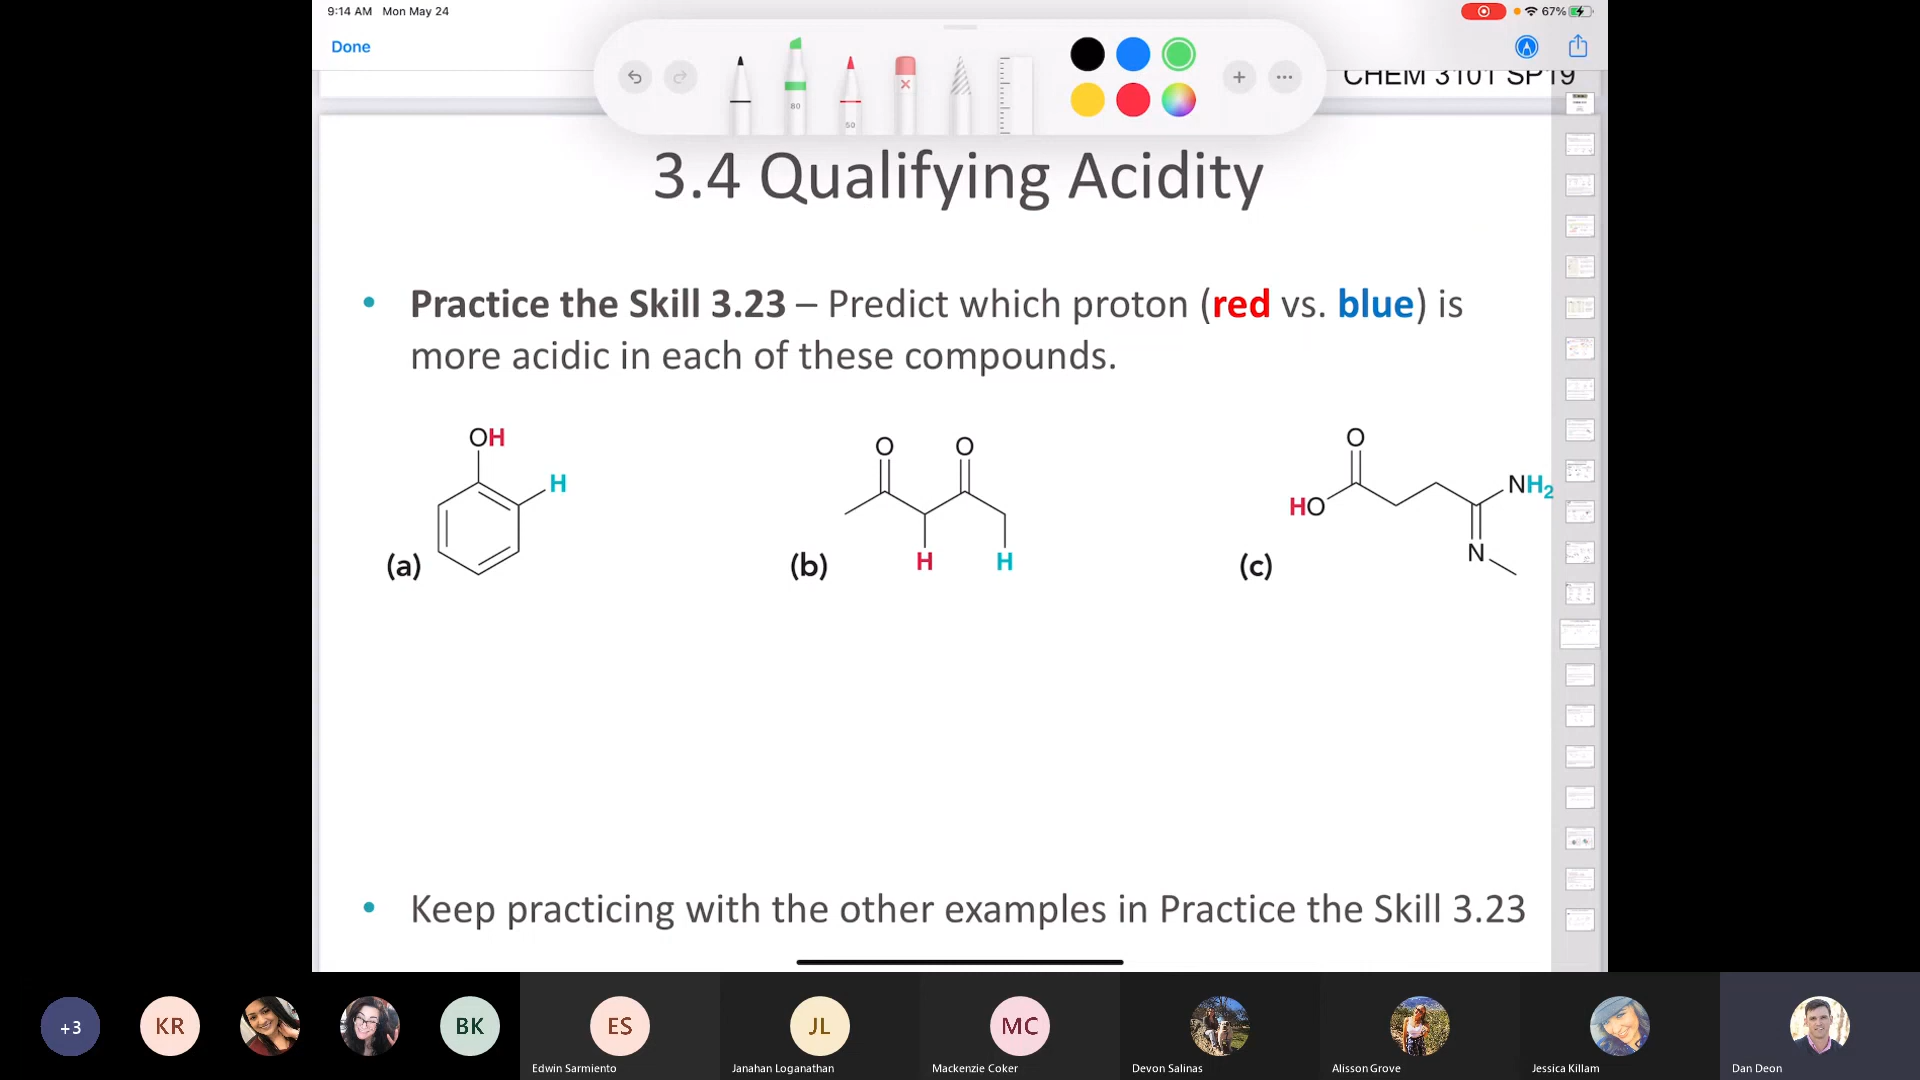 9:14 AM Mon May 24
67%
Done
80
50
CHEM 3101 SP19
3.4 Qualifying Acidity
• Practice the Skill 3.23 – Predict which proton (red vs. blue) is
more acidic in each of these compounds.
OH
H
(a)
O O
H H
(b)
O
HO
NH2
N
(c)
• Keep practicing with the other examples in Practice the Skill 3.23
+3
KR
BK
ES
JL
MC
Edwin Sarmiento
Janahan Loganathan
Mackenzie Coker
Devon Salinas
Alisson Grove
Jessica Killam
Dan Deon